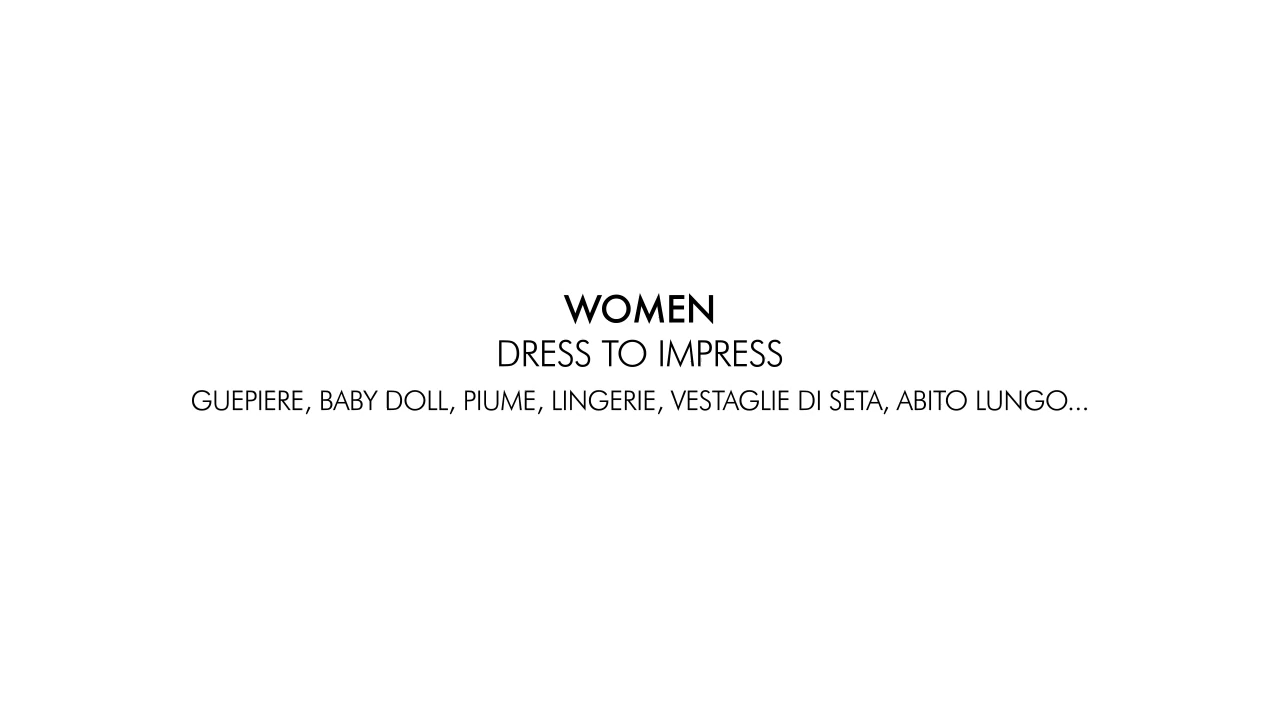 WOMEN
DRESS TO IMPRESS
GUEPIERE, BABY DOLL, PIUME, LINGERIE, VESTAGLIE DI SETA, ABITO LUNGO...